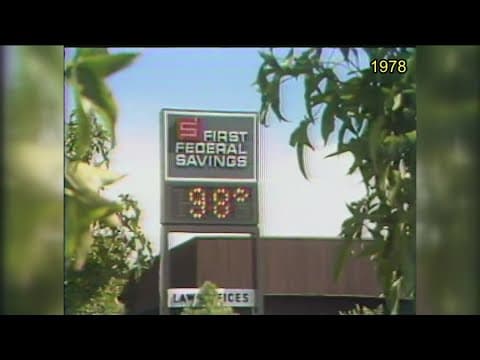 1978
FIRST
FEDERAL
SAVINGS
98°
LAW OFFICES